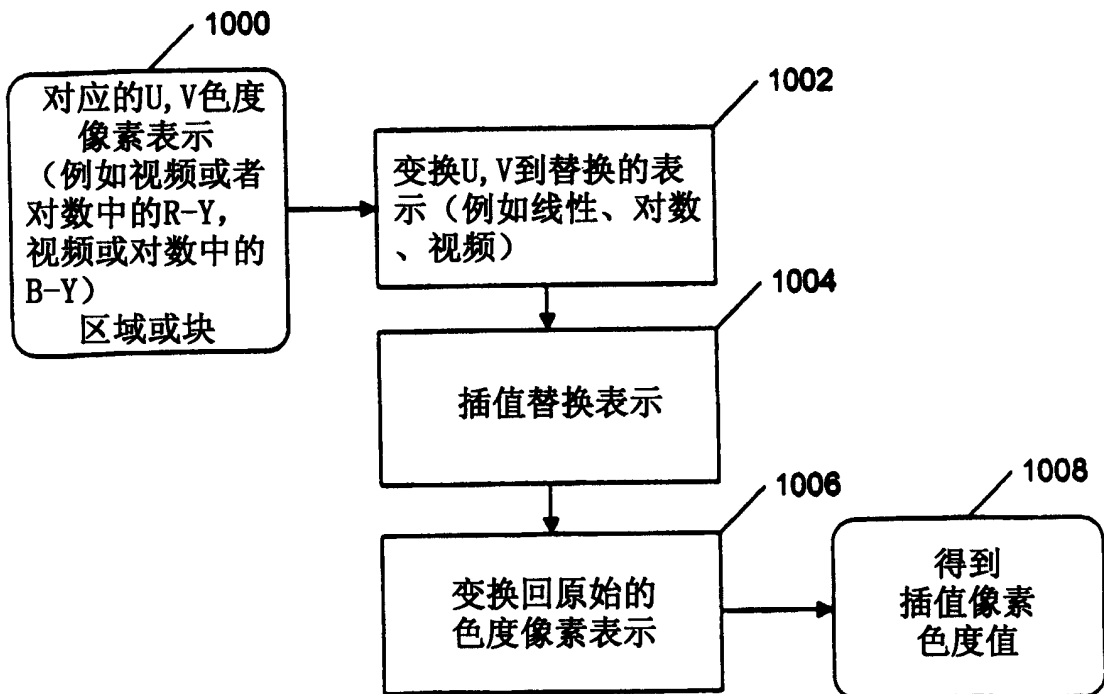 1000
对应的U,V色度
像素表示
（例如视频或者
对数中的R-Y,
视频或对数中的
B-Y）
区域或块
1002
变换U,V到替换的表
示（例如线性、对数
、视频）
1004
插值替换表示
1006
变换回原始的
色度像素表示
1008
得到
插值像素
色度值